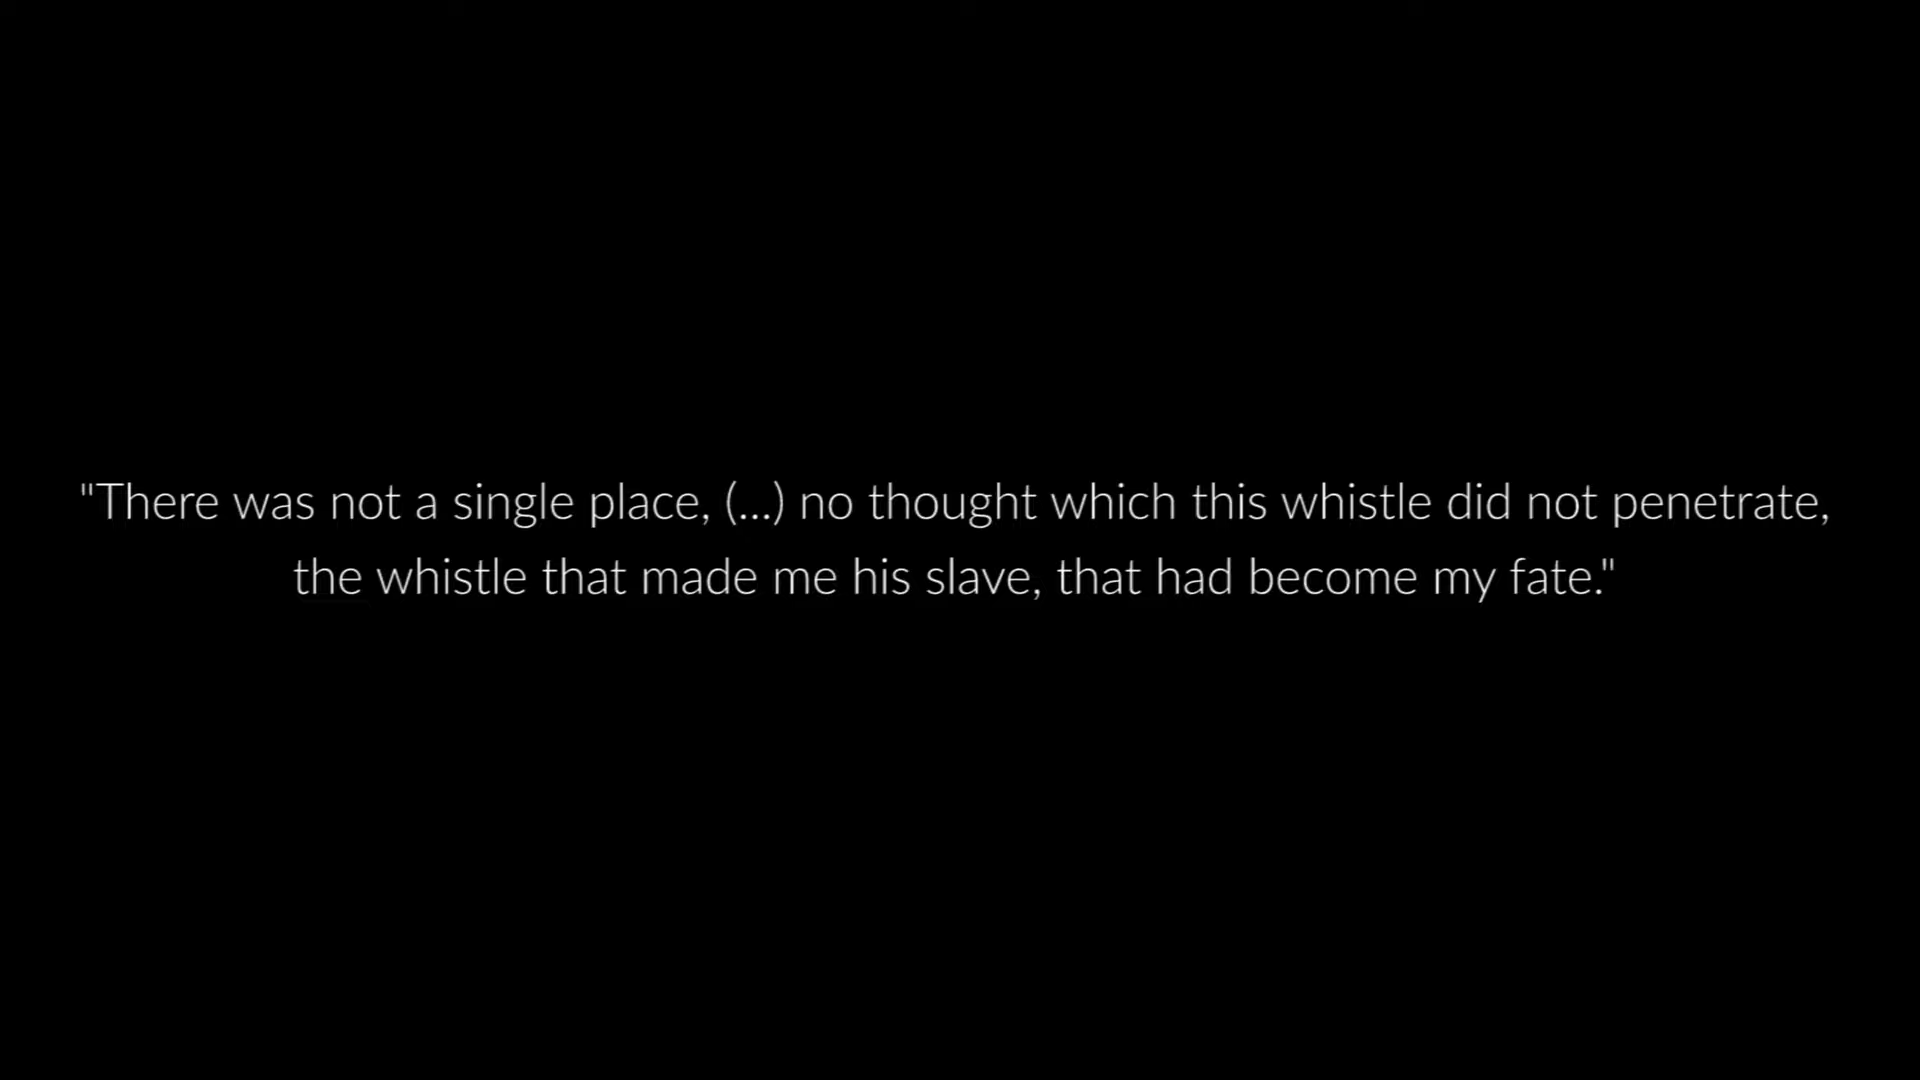 "There was not a single place, (...) no thought which this whistle did not penetrate,
the whistle that made me his slave, that had become my fate."